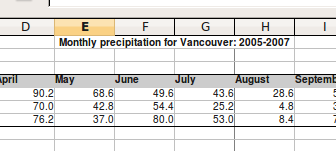 D E F G H I
Monthly precipitation for Vancouver: 2005-2007
May June July August
90.2 68.6 49.6 43.6 28.6
70.0 42.8 54.4 25.2 4.8
76.2 37.0 80.0 53.0 8.4